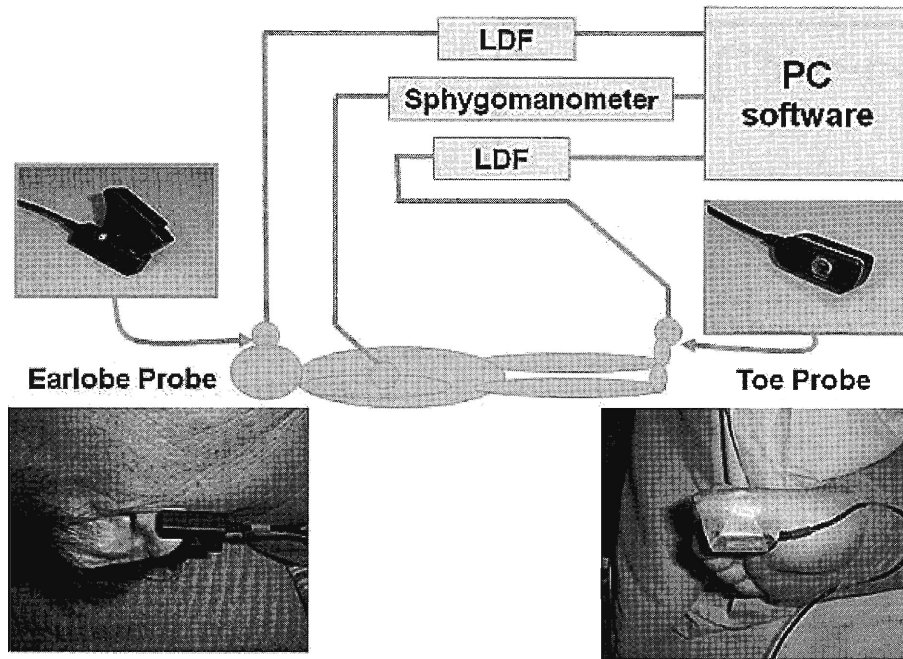 LDF
Sphygomanometer
LDF
PC
software
Earlobe Probe
Toe Probe